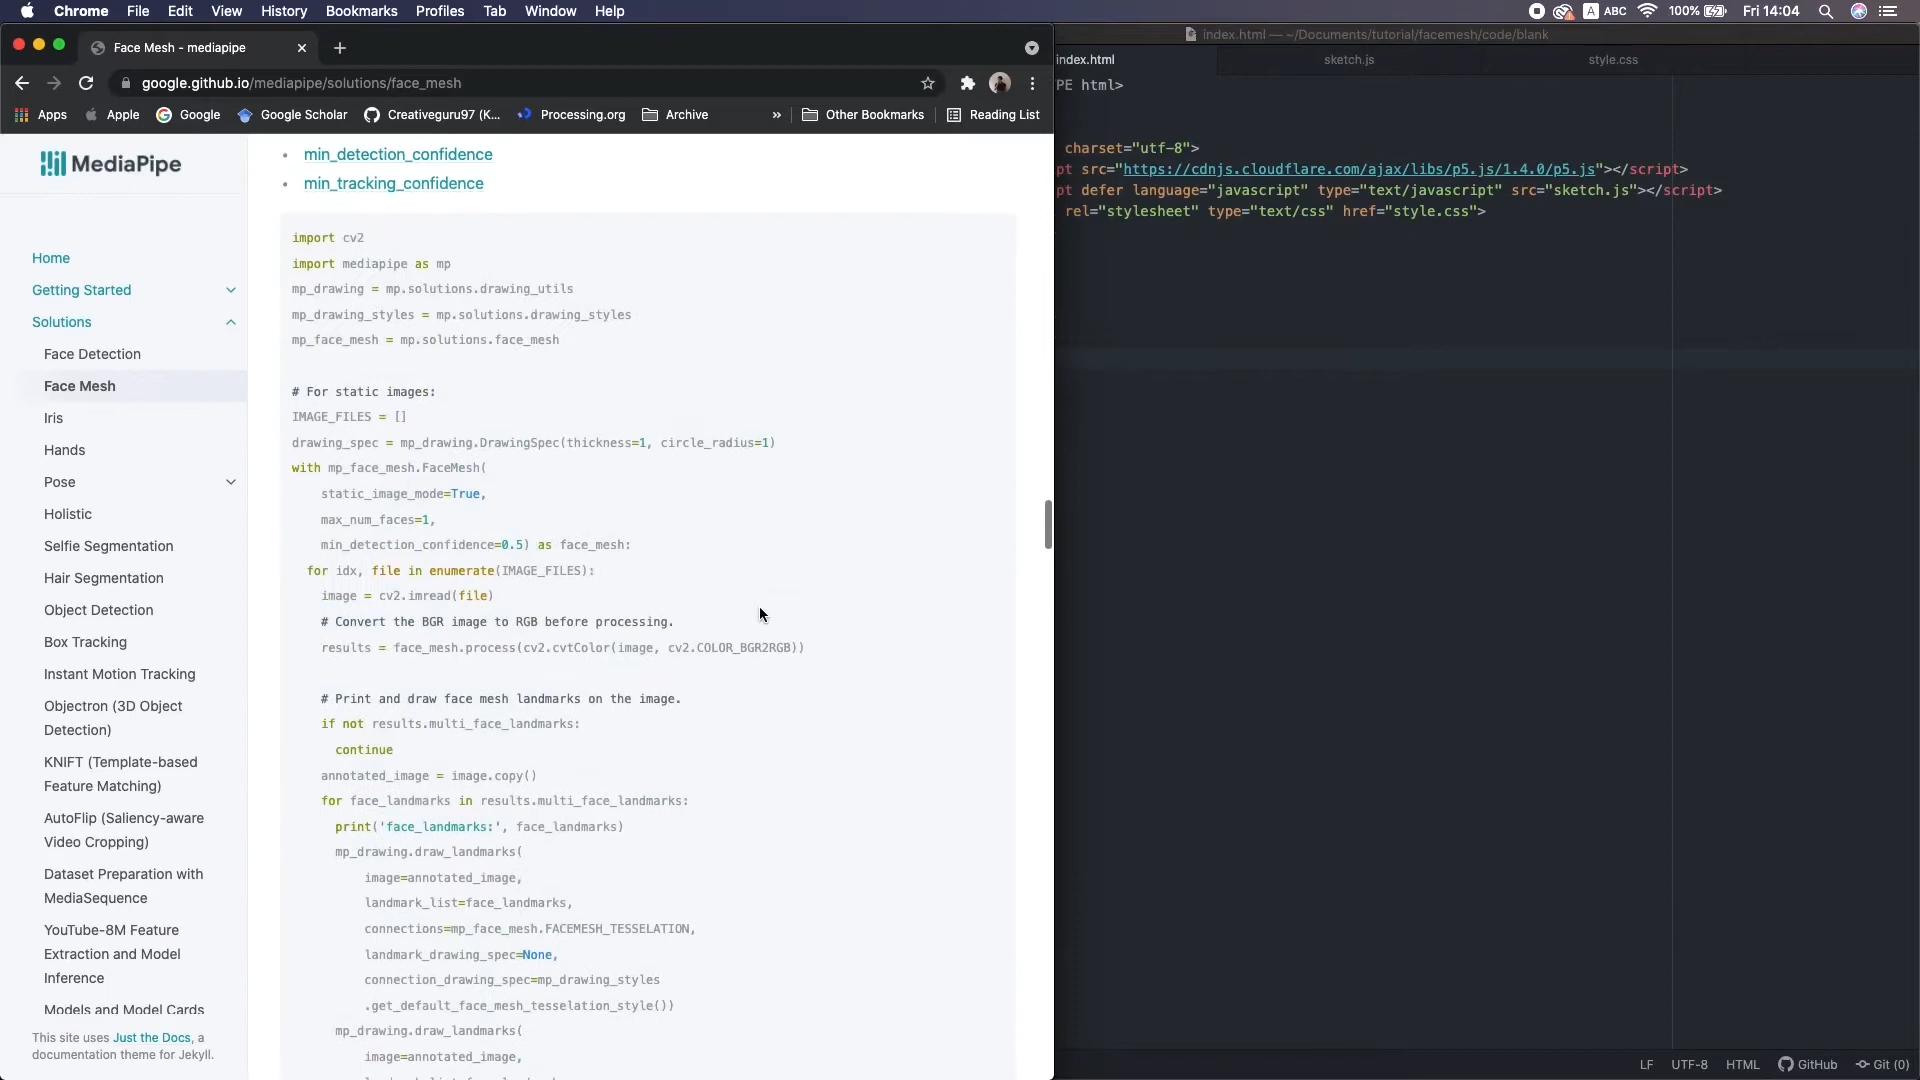 Chrome File Edit View History Bookmarks Profiles Tab Window Help
A ABC 100% Fri 14:04
Face Mesh - mediapipe
google.github.io/mediapipe/solutions/face_mesh
Apps Apple Google Google Scholar Creativeguru97 (K... Processing.org Archive » Other Bookmarks Reading List
MediaPipe
Home
Getting Started
Solutions
Face Detection
Face Mesh
Iris
Hands
Pose
Holistic
Selfie Segmentation
Hair Segmentation
Object Detection
Box Tracking
Instant Motion Tracking
Objectron (3D Object
Detection)
KNIFT (Template-based
Feature Matching)
AutoFlip (Saliency-aware
Video Cropping)
Dataset Preparation with
MediaSequence
YouTube-8M Feature
Extraction and Model
Inference
Models and Model Cards
This site uses Just the Docs, a
documentation theme for Jekyll.
• min_detection_confidence
• min_tracking_confidence
import cv2
import mediapipe as mp
mp_drawing = mp.solutions.drawing_utils
mp_drawing_styles = mp.solutions.drawing_styles
mp_face_mesh = mp.solutions.face_mesh
# For static images:
IMAGE_FILES = []
drawing_spec = mp_drawing.DrawingSpec(thickness=1, circle_radius=1)
with mp_face_mesh.FaceMesh(
static_image_mode=True,
max_num_faces=1,
min_detection_confidence=0.5) as face_mesh:
for idx, file in enumerate(IMAGE_FILES):
image = cv2.imread(file)
# Convert the BGR image to RGB before processing.
results = face_mesh.process(cv2.cvtColor(image, cv2.COLOR_BGR2RGB))
# Print and draw face mesh landmarks on the image.
if not results.multi_face_landmarks:
continue
annotated_image = image.copy()
for face_landmarks in results.multi_face_landmarks:
print('face_landmarks:', face_landmarks)
mp_drawing.draw_landmarks(
image=annotated_image,
landmark_list=face_landmarks,
connections=mp_face_mesh.FACEMESH_TESSELATION,
landmark_drawing_spec=None,
connection_drawing_spec=mp_drawing_styles
.get_default_face_mesh_tesselation_style())
mp_drawing.draw_landmarks(
image=annotated_image,
index.html — ~/Documents/tutorial/facemesh/code/blank
index.html sketch.js style.css
PE html>
charset="utf-8">
pt src="https://cdnjs.cloudflare.com/ajax/libs/p5.js/1.4.0/p5.js"></script>
pt defer language="javascript" type="text/javascript" src="sketch.js"></script>
rel="stylesheet" type="text/css" href="style.css">
LF UTF-8 HTML GitHub Git (0)